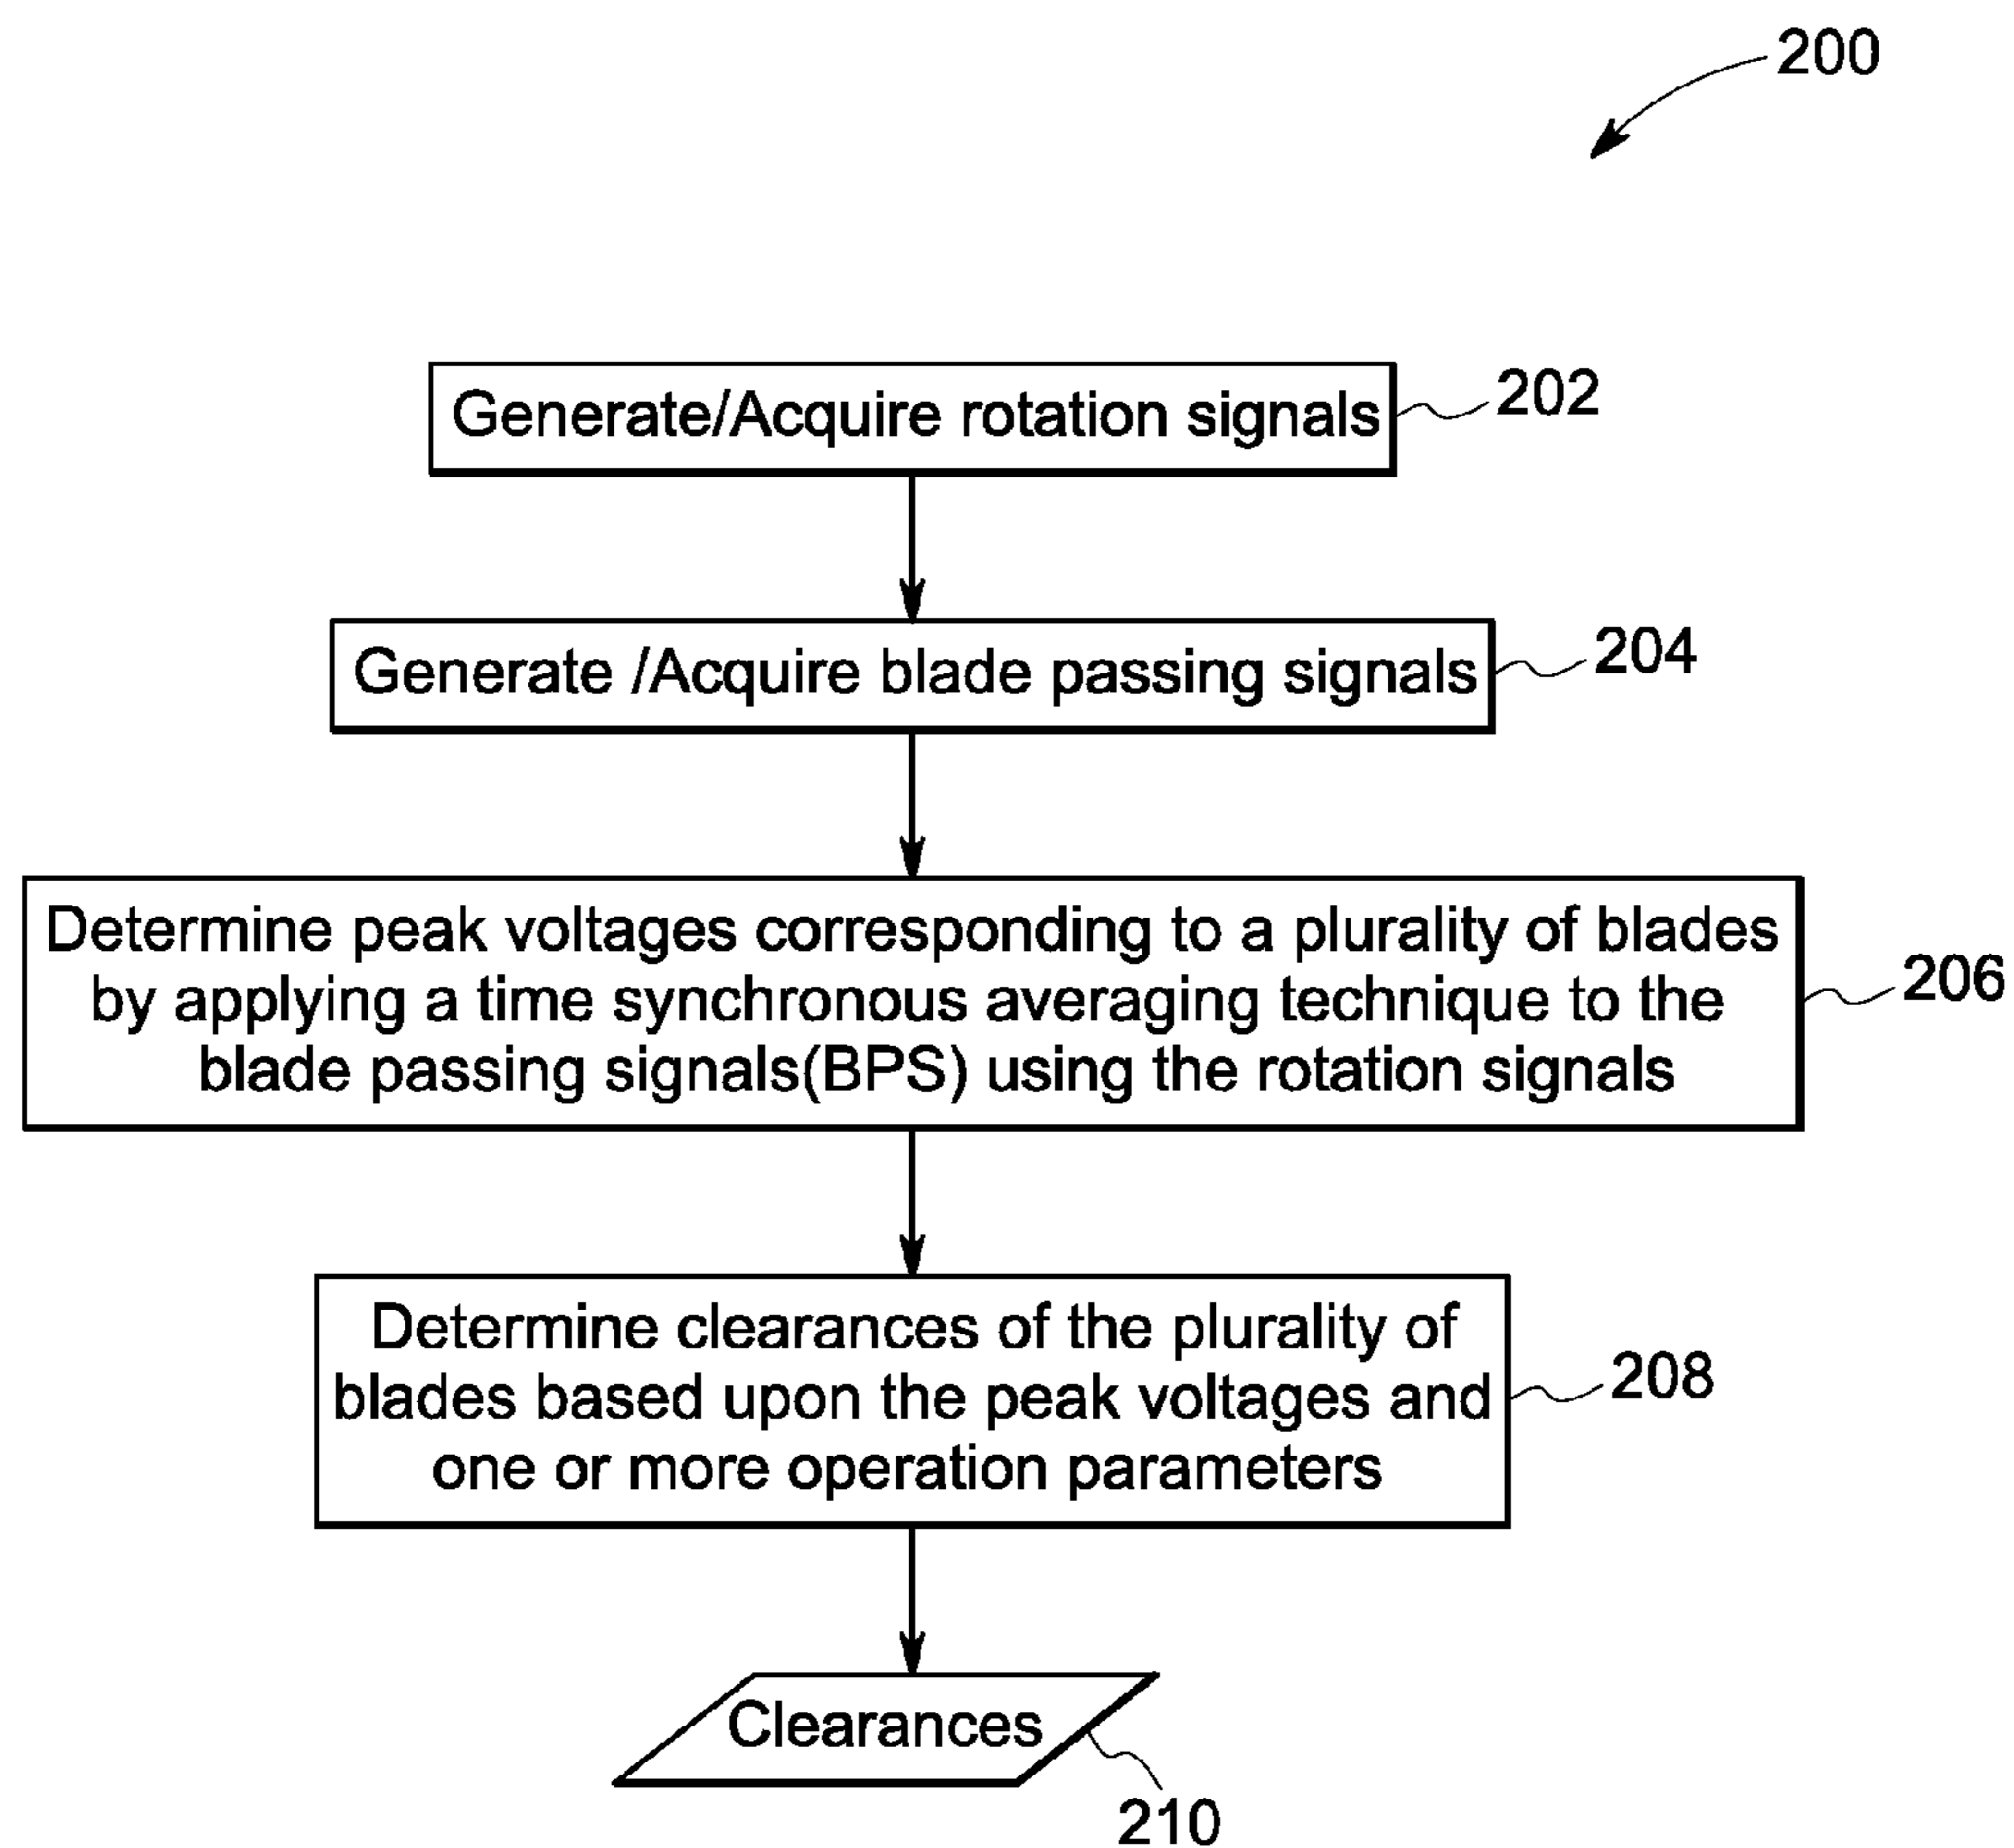 200
Generate/Acquire rotation signals
202
Generate /Acquire blade passing signals
204
Determine peak voltages corresponding to a plurality of blades
by applying a time synchronous averaging technique to the
blade passing signals(BPS) using the rotation signals
206
Determine clearances of the plurality of
blades based upon the peak voltages and
one or more operation parameters
208
Clearances
210